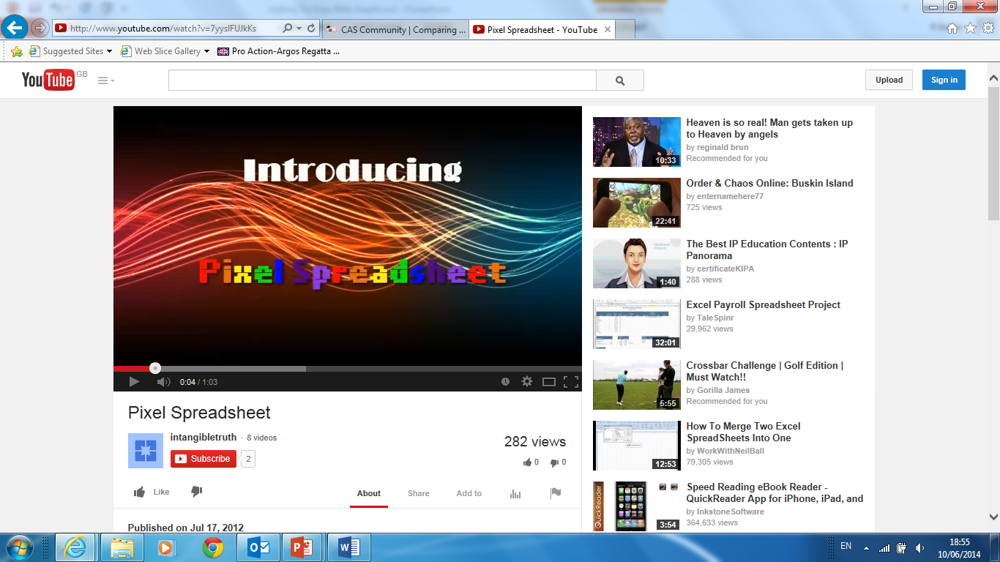 http://www.youtube.com/watch?v=7yysIFUJkKs
CAS Community | Comparing ...
Pixel Spreadsheet - YouTube
Suggested Sites
Web Slice Gallery
Pro Action-Argos Regatta ...
YouTube GB
Upload
Sign in
Introducing
Pixel Spreadsheet
0:04 / 1:03
Pixel Spreadsheet
intangibletruth · 8 videos
Subscribe 2
282 views
0 0
Like
About
Share
Add to
Published on Jul 17, 2012
10:33
Heaven is so real! Man gets taken up
to Heaven by angels
by reginald brun
Recommended for you
22:41
Order & Chaos Online: Buskin Island
by enternamehere77
725 views
Intellectual
Property
1:40
The Best IP Education Contents : IP
Panorama
by certificateKIPA
288 views
32:01
Excel Payroll Spreadsheet Project
by TaleSpinr
29,962 views
5:55
Crossbar Challenge | Golf Edition |
Must Watch!!
by Gorilla James
Recommended for you
12:53
How To Merge Two Excel
SpreadSheets Into One
by WorkWithNeilBall
79,305 views
QuickReader
3:54
Speed Reading eBook Reader -
QuickReader App for iPhone, iPad, and
by InkstoneSoftware
364,633 views
EN
18:55
10/06/2014